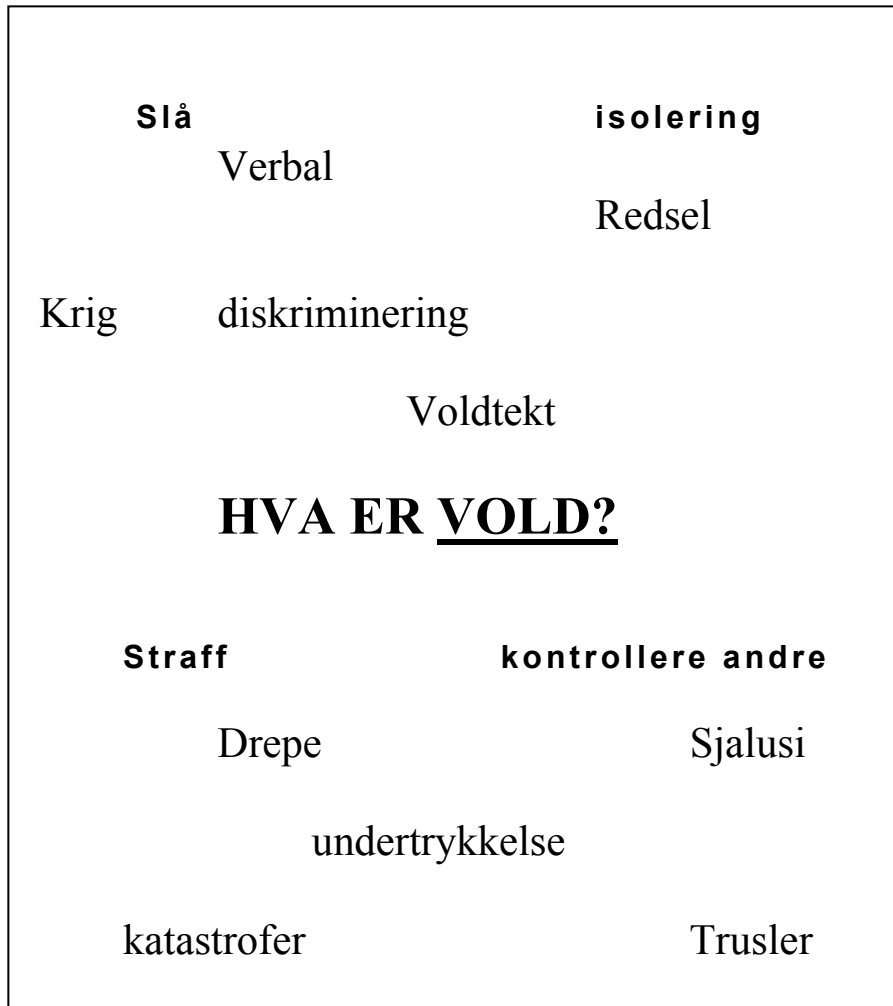 Slå isolering
Verbal
Redsel
Krig diskriminering
Voldtekt
HVA ER VOLD?
Straff kontrollere andre
Drepe Sjalusi
undertrykkelse
katastrofer Trusler